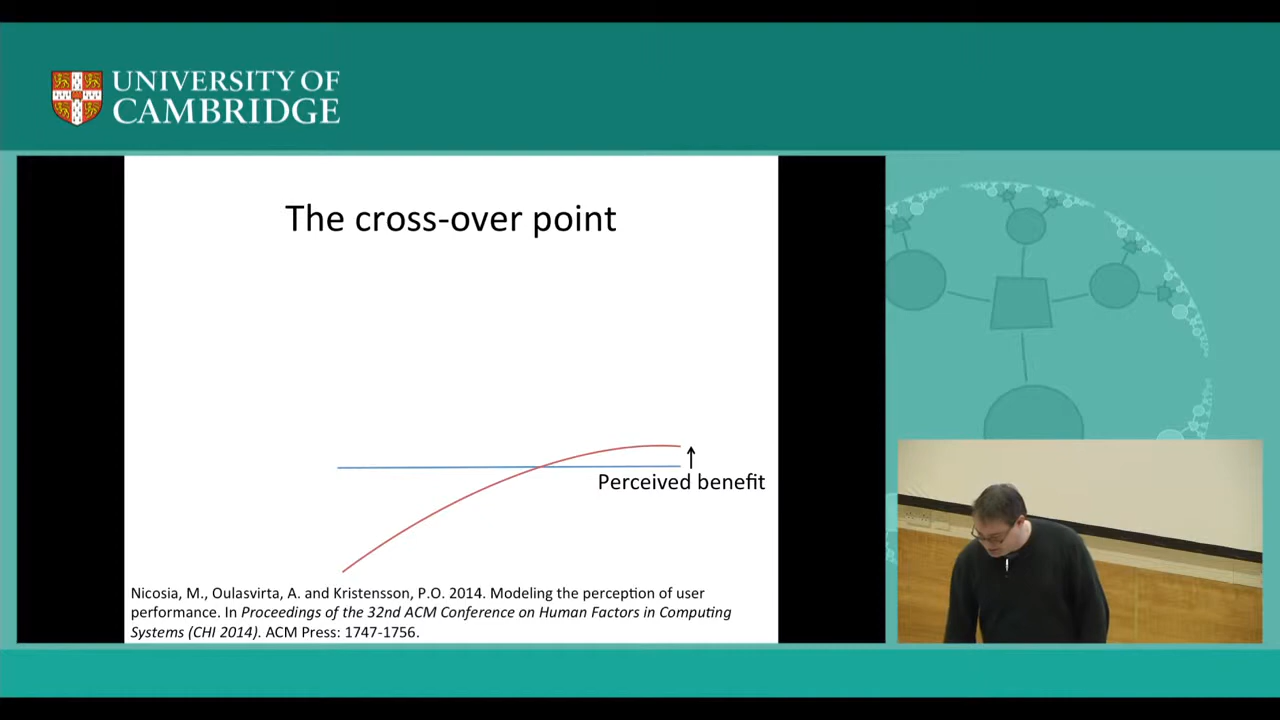 UNIVERSITY OF
CAMBRIDGE
The cross-over point
Perceived benefit
Nicosia, M., Oulasvirta, A. and Kristensson, P.O. 2014. Modeling the perception of user
performance. In Proceedings of the 32nd ACM Conference on Human Factors in Computing
Systems (CHI 2014). ACM Press: 1747-1756.